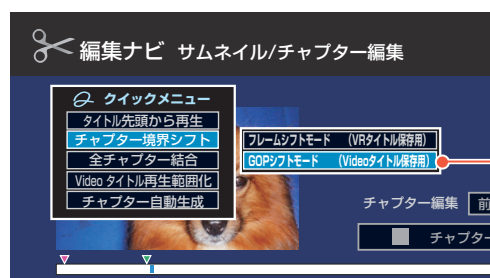 編集ナビ サムネイル/チャプター編集
クイックメニュー
タイトル先頭から再生
チャプター境界シフト
全チャプター結合
Video タイトル再生範囲化
チャプター自動生成
フレームシフトモード （VRタイトル保存用）
GOPシフトモード （Videoタイトル保存用）
チャプター編集 前
チャプター